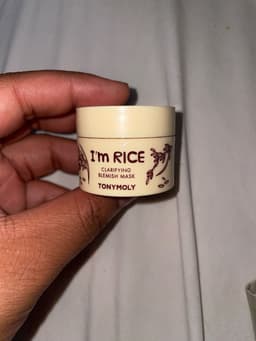 I'm RICE
CLARIFYING
BLEMISH MASK
TONYMOLY